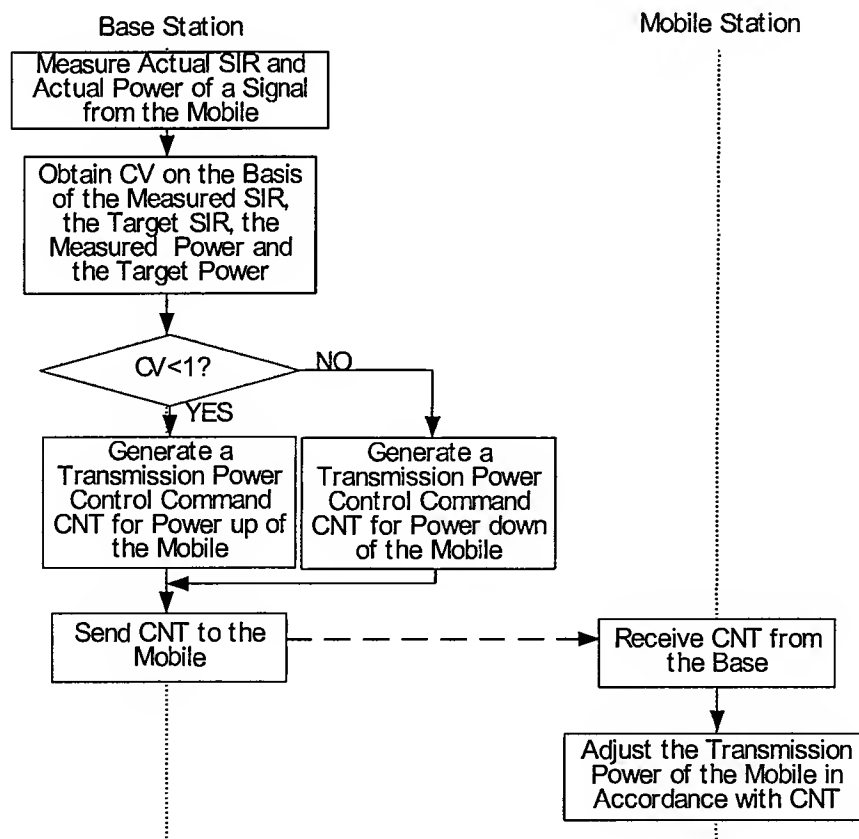 Base Station
Mobile Station
Measure Actual SIR and
Actual Power of a Signal
from the Mobile
Obtain CV on the Basis
of the Measured SIR,
the Target SIR, the
Measured Power and
the Target Power
CV<1?
NO
YES
Generate a
Transmission Power
Control Command
CNT for Power up of
the Mobile
Generate a
Transmission Power
Control Command
CNT for Power down
of the Mobile
Send CNT to the
Mobile
Receive CNT from
the Base
Adjust the Transmission
Power of the Mobile in
Accordance with CNT